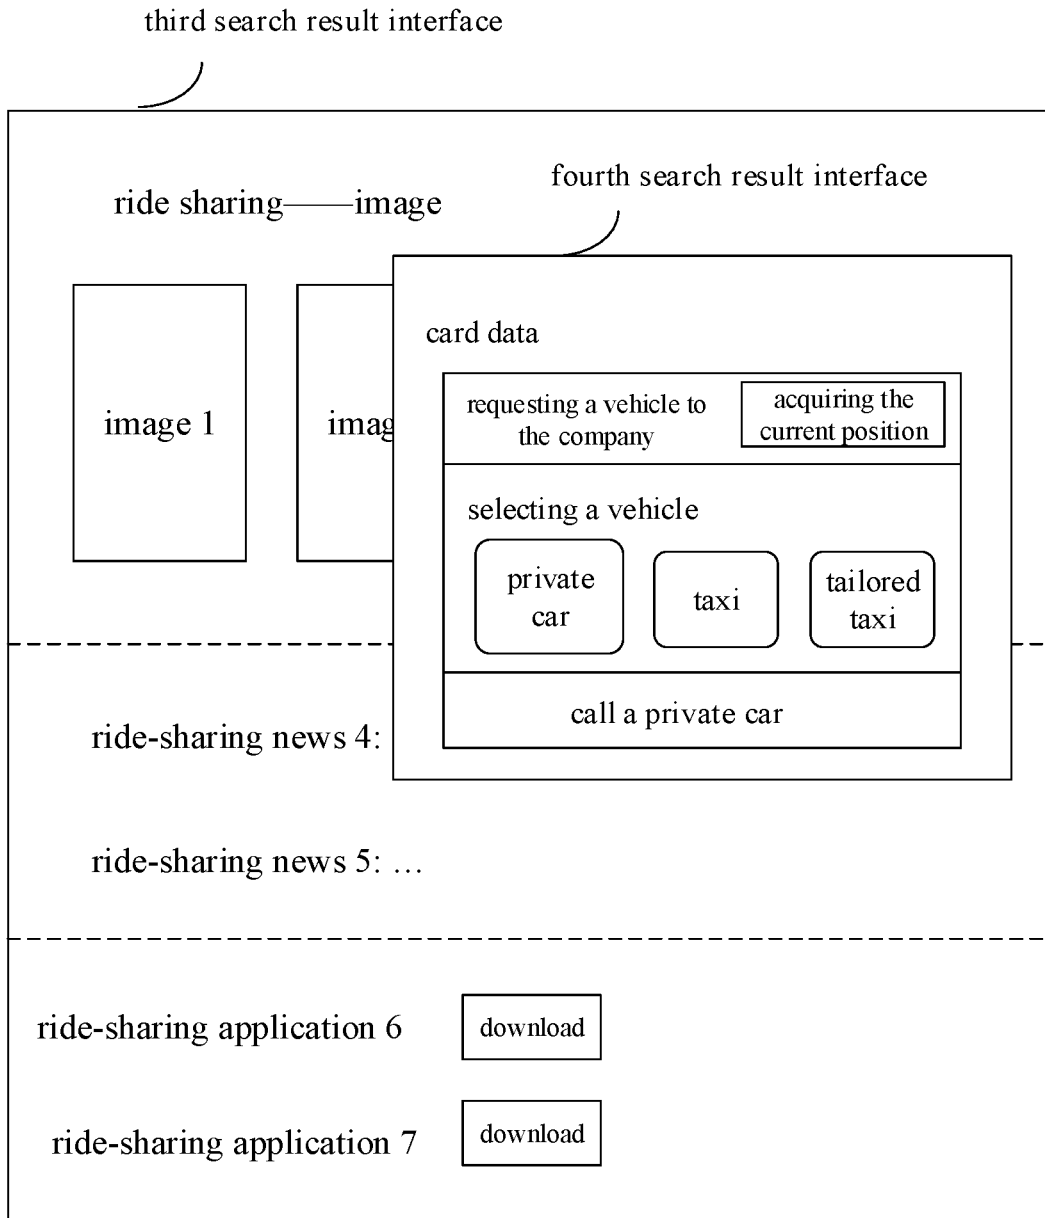 third search result interface
fourth search result interface
ride sharing——image
image 1
imag
card data
requesting a vehicle to
the company
acquiring the
current position
selecting a vehicle
private
car
taxi
tailored
taxi
call a private car
ride-sharing news 4:
ride-sharing news 5: …
ride-sharing application 6
download
ride-sharing application 7
download